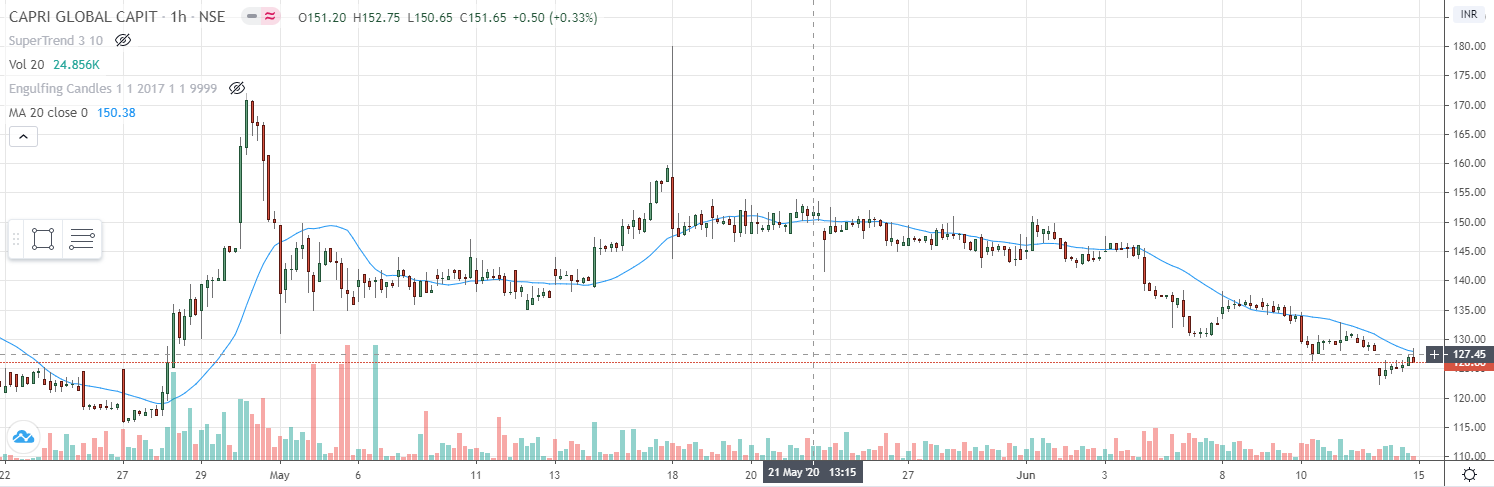 CAPRI GLOBAL CAPIT · 1h · NSE O151.20 H152.75 L150.65 C151.65 +0.50 (+0.33%)
SuperTrend 3 10
Vol 20 24.856K
Engulfing Candles 1 1 2017 1 1 9999
MA 20 close 0 150.38
INR
180.00
175.00
170.00
165.00
160.00
155.00
150.00
145.00
140.00
135.00
130.00
127.45
120.00
115.00
110.00
22 27 29 May 6 11 13 18 20 21 May '20 13:15 27 Jun 3 8 10 15